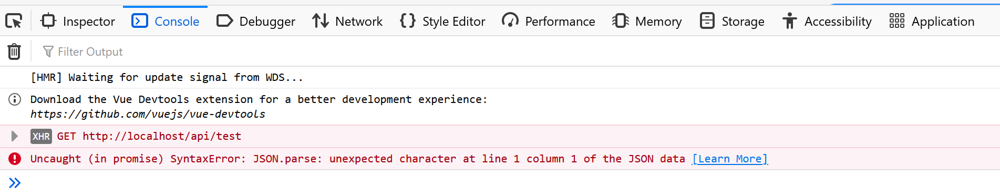 Inspector Console Debugger Network Style Editor Performance Memory Storage Accessibility Application
Filter Output
[HMR] Waiting for update signal from WDS...
Download the Vue Devtools extension for a better development experience:
https://github.com/vuejs/vue-devtools
XHR GET http://localhost/api/test
Uncaught (in promise) SyntaxError: JSON.parse: unexpected character at line 1 column 1 of the JSON data [Learn More]